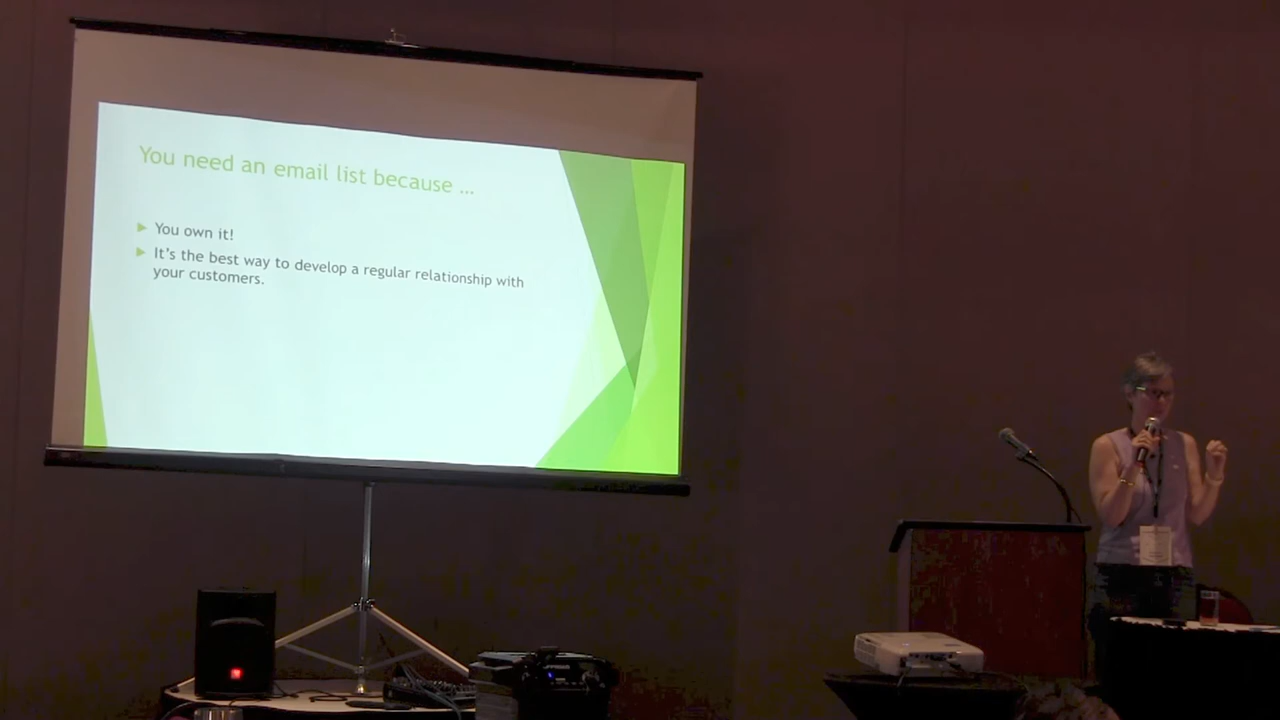 You need an email list because ...
You own it!
It's the best way to develop a regular relationship with
your customers.